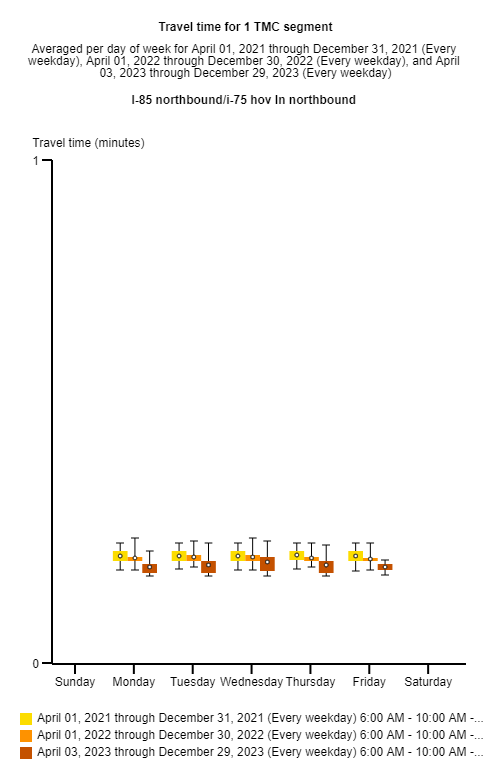 Travel time for 1 TMC segment
Averaged per day of week for April 01, 2021 through December 31, 2021 (Every
weekday), April 01, 2022 through December 30, 2022 (Every weekday), and April
03, 2023 through December 29, 2023 (Every weekday)
I-85 northbound/i-75 hov ln northbound
Travel time (minutes)
1
0
Sunday Monday Tuesday Wednesday Thursday Friday Saturday
April 01, 2021 through December 31, 2021 (Every weekday) 6:00 AM - 10:00 AM -...
April 01, 2022 through December 30, 2022 (Every weekday) 6:00 AM - 10:00 AM -...
April 03, 2023 through December 29, 2023 (Every weekday) 6:00 AM - 10:00 AM -...